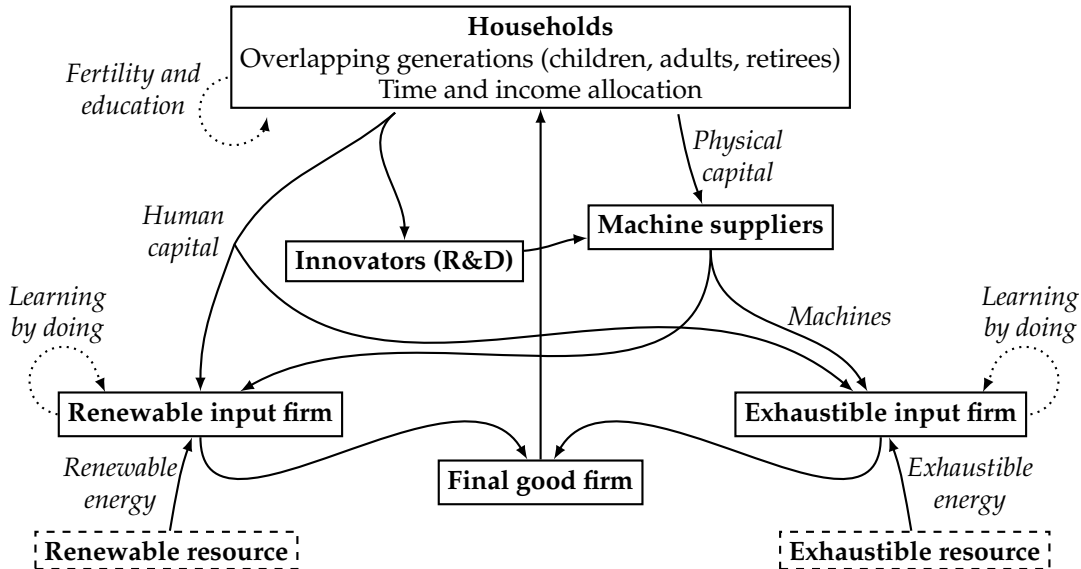 Households
Overlapping generations (children, adults, retirees)
Time and income allocation
Fertility and
education
Physical
capital
Human
capital
Machine suppliers
Innovators (R&D)
Learning
by doing
Machines
Learning
by doing
Renewable input firm
Exhaustible input firm
Renewable
energy
Final good firm
Exhaustible
energy
Renewable resource
Exhaustible resource